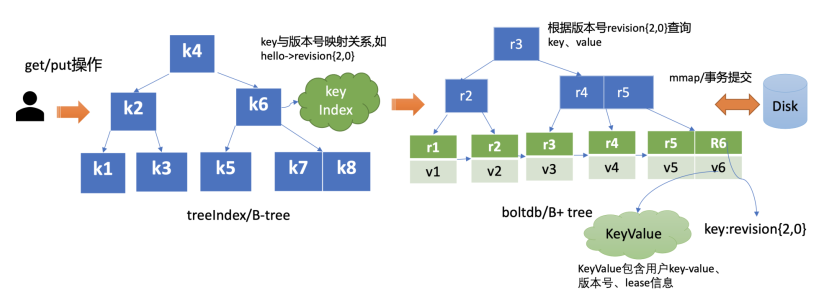 get/put操作
k4
k2
k6
k1
k3
k5
k7
k8
treeIndex/B-tree
key与版本号映射关系,如
hello->revision{2,0}
key
Index
根据版本号revision{2,0}查询
key、value
r3
r2
r4
r5
r1
r2
r3
r4
r5
R6
v1
v2
v3
v4
v5
v6
boltdb/B+ tree
mmap/事务提交
Disk
KeyValue
key:revision{2,0}
KeyValue包含用户key-value、
版本号、lease信息